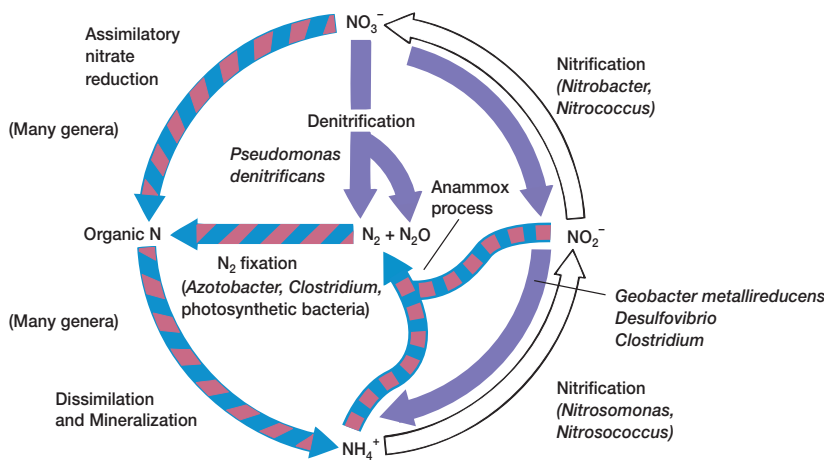 NO₃⁻
Assimilatory
nitrate
reduction
Nitrification
(Nitrobacter,
Nitrococcus)
(Many genera)
Denitrification
Pseudomonas
denitrificans
Anammox
process
Organic N
N₂ + N₂O
NO₂⁻
N₂ fixation
(Azotobacter, Clostridium,
photosynthetic bacteria)
Geobacter metallireducens
Desulfovibrio
Clostridium
(Many genera)
Dissimilation
and Mineralization
Nitrification
(Nitrosomonas,
Nitrosococcus)
NH₄⁺